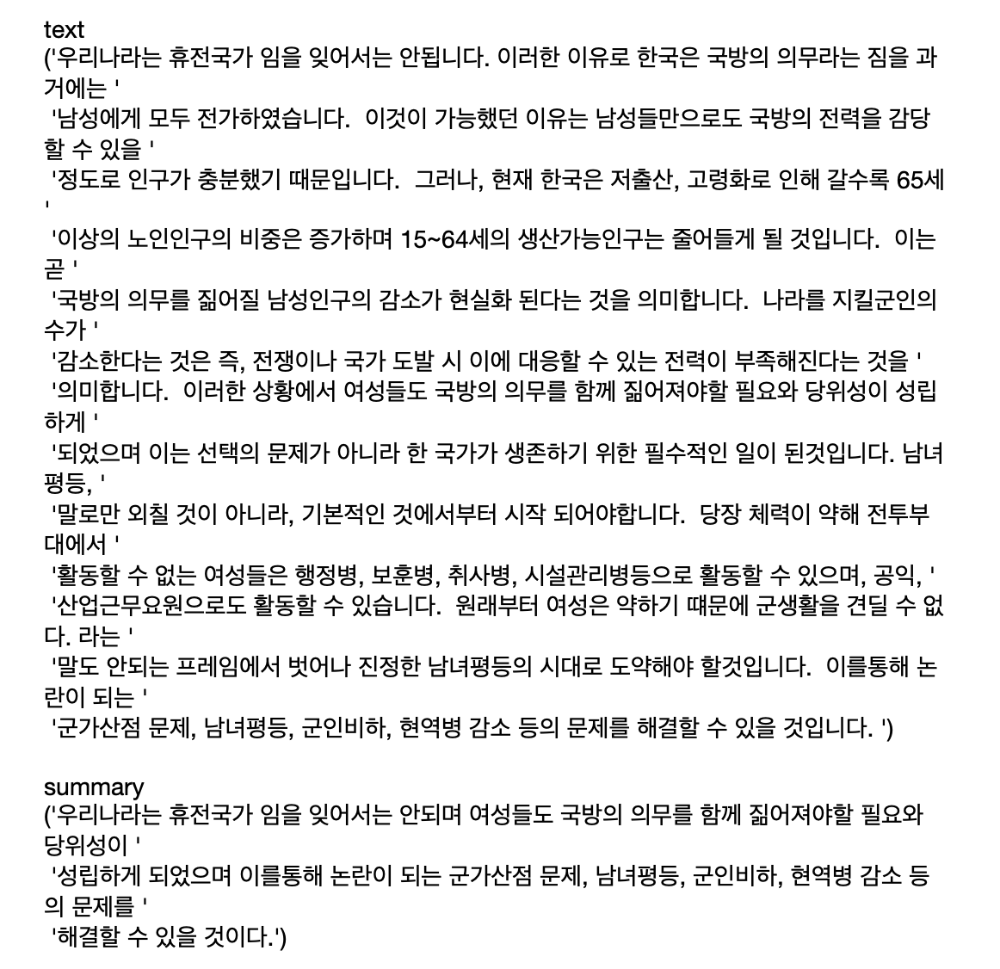 text
('우리나라는 휴전국가 임을 잊어서는 안됩니다. 이러한 이유로 한국은 국방의 의무라는 짐을 과
거에는 '
'남성에게 모두 전가하였습니다.  이것이 가능했던 이유는 남성들만으로도 국방의 전력을 감당
할 수 있을 '
'정도로 인구가 충분했기 때문입니다.  그러나, 현재 한국은 저출산, 고령화로 인해 갈수록 65세
'
'이상의 노인인구의 비중은 증가하며 15~64세의 생산가능인구는 줄어들게 될 것입니다.  이는
곧 '
'국방의 의무를 짊어질 남성인구의 감소가 현실화 된다는 것을 의미합니다.  나라를 지킬군인의
수가 '
'감소한다는 것은 즉, 전쟁이나 국가 도발 시 이에 대응할 수 있는 전력이 부족해진다는 것을 '
'의미합니다.  이러한 상황에서 여성들도 국방의 의무를 함께 짊어져야할 필요와 당위성이 성립
하게 '
'되었으며 이는 선택의 문제가 아니라 한 국가가 생존하기 위한 필수적인 일이 된것입니다. 남녀
평등, '
'말로만 외칠 것이 아니라, 기본적인 것에서부터 시작 되어야합니다.  당장 체력이 약해 전투부
대에서 '
'활동할 수 없는 여성들은 행정병, 보훈병, 취사병, 시설관리병등으로 활동할 수 있으며, 공익, '
'산업근무요원으로도 활동할 수 있습니다.  원래부터 여성은 약하기 떄문에 군생활을 견딜 수 없
다. 라는 '
'말도 안되는 프레임에서 벗어나 진정한 남녀평등의 시대로 도약해야 할것입니다.  이를통해 논
란이 되는 '
'군가산점 문제, 남녀평등, 군인비하, 현역병 감소 등의 문제를 해결할 수 있을 것입니다. ')
summary
('우리나라는 휴전국가 임을 잊어서는 안되며 여성들도 국방의 의무를 함께 짊어져야할 필요와
당위성이 '
'성립하게 되었으며 이를통해 논란이 되는 군가산점 문제, 남녀평등, 군인비하, 현역병 감소 등
의 문제를 '
'해결할 수 있을 것이다.')